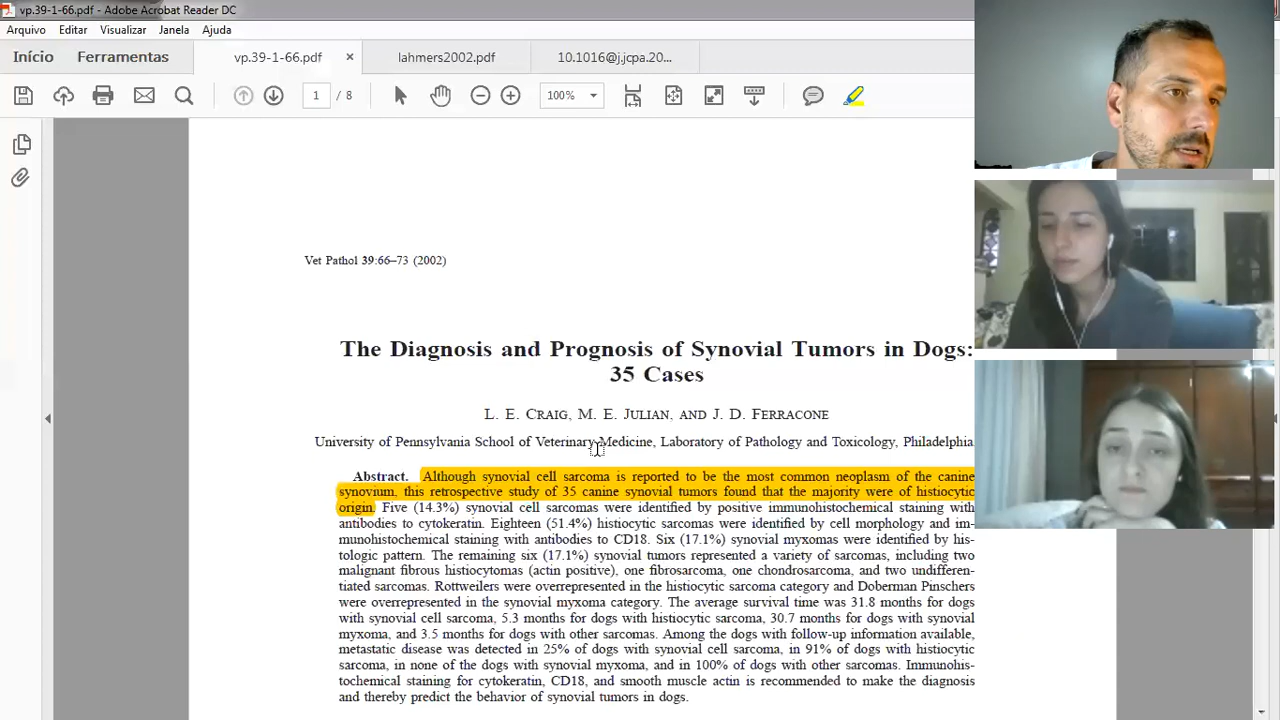 vp.39-1-66.pdf - Adobe Acrobat Reader DC
Arquivo Editar Visualizar Janela Ajuda
Início Ferramentas vp.39-1-66.pdf × lahmers2002.pdf 10.1016@j.jcpa.20...
1 / 8 100%
Vet Pathol 39:66–73 (2002)
The Diagnosis and Prognosis of Synovial Tumors in Dogs:
35 Cases
L. E. CRAIG, M. E. JULIAN, AND J. D. FERRACONE
University of Pennsylvania School of Veterinary Medicine, Laboratory of Pathology and Toxicology, Philadelphia
Abstract. Although synovial cell sarcoma is reported to be the most common neoplasm of the canine
synovium, this retrospective study of 35 canine synovial tumors found that the majority were of histiocytic
origin. Five (14.3%) synovial cell sarcomas were identified by positive immunohistochemical staining with
antibodies to cytokeratin. Eighteen (51.4%) histiocytic sarcomas were identified by cell morphology and im-
munohistochemical staining with antibodies to CD18. Six (17.1%) synovial myxomas were identified by his-
tologic pattern. The remaining six (17.1%) synovial tumors represented a variety of sarcomas, including two
malignant fibrous histiocytomas (actin positive), one fibrosarcoma, one chondrosarcoma, and two undifferen-
tiated sarcomas. Rottweilers were overrepresented in the histiocytic sarcoma category and Doberman Pinschers
were overrepresented in the synovial myxoma category. The average survival time was 31.8 months for dogs
with synovial cell sarcoma, 5.3 months for dogs with histiocytic sarcoma, 30.7 months for dogs with synovial
myxoma, and 3.5 months for dogs with other sarcomas. Among the dogs with follow-up information available,
metastatic disease was detected in 25% of dogs with synovial cell sarcoma, in 91% of dogs with histiocytic
sarcoma, in none of the dogs with synovial myxoma, and in 100% of dogs with other sarcomas. Immunohis-
tochemical staining for cytokeratin, CD18, and smooth muscle actin is recommended to make the diagnosis
and thereby predict the behavior of synovial tumors in dogs.